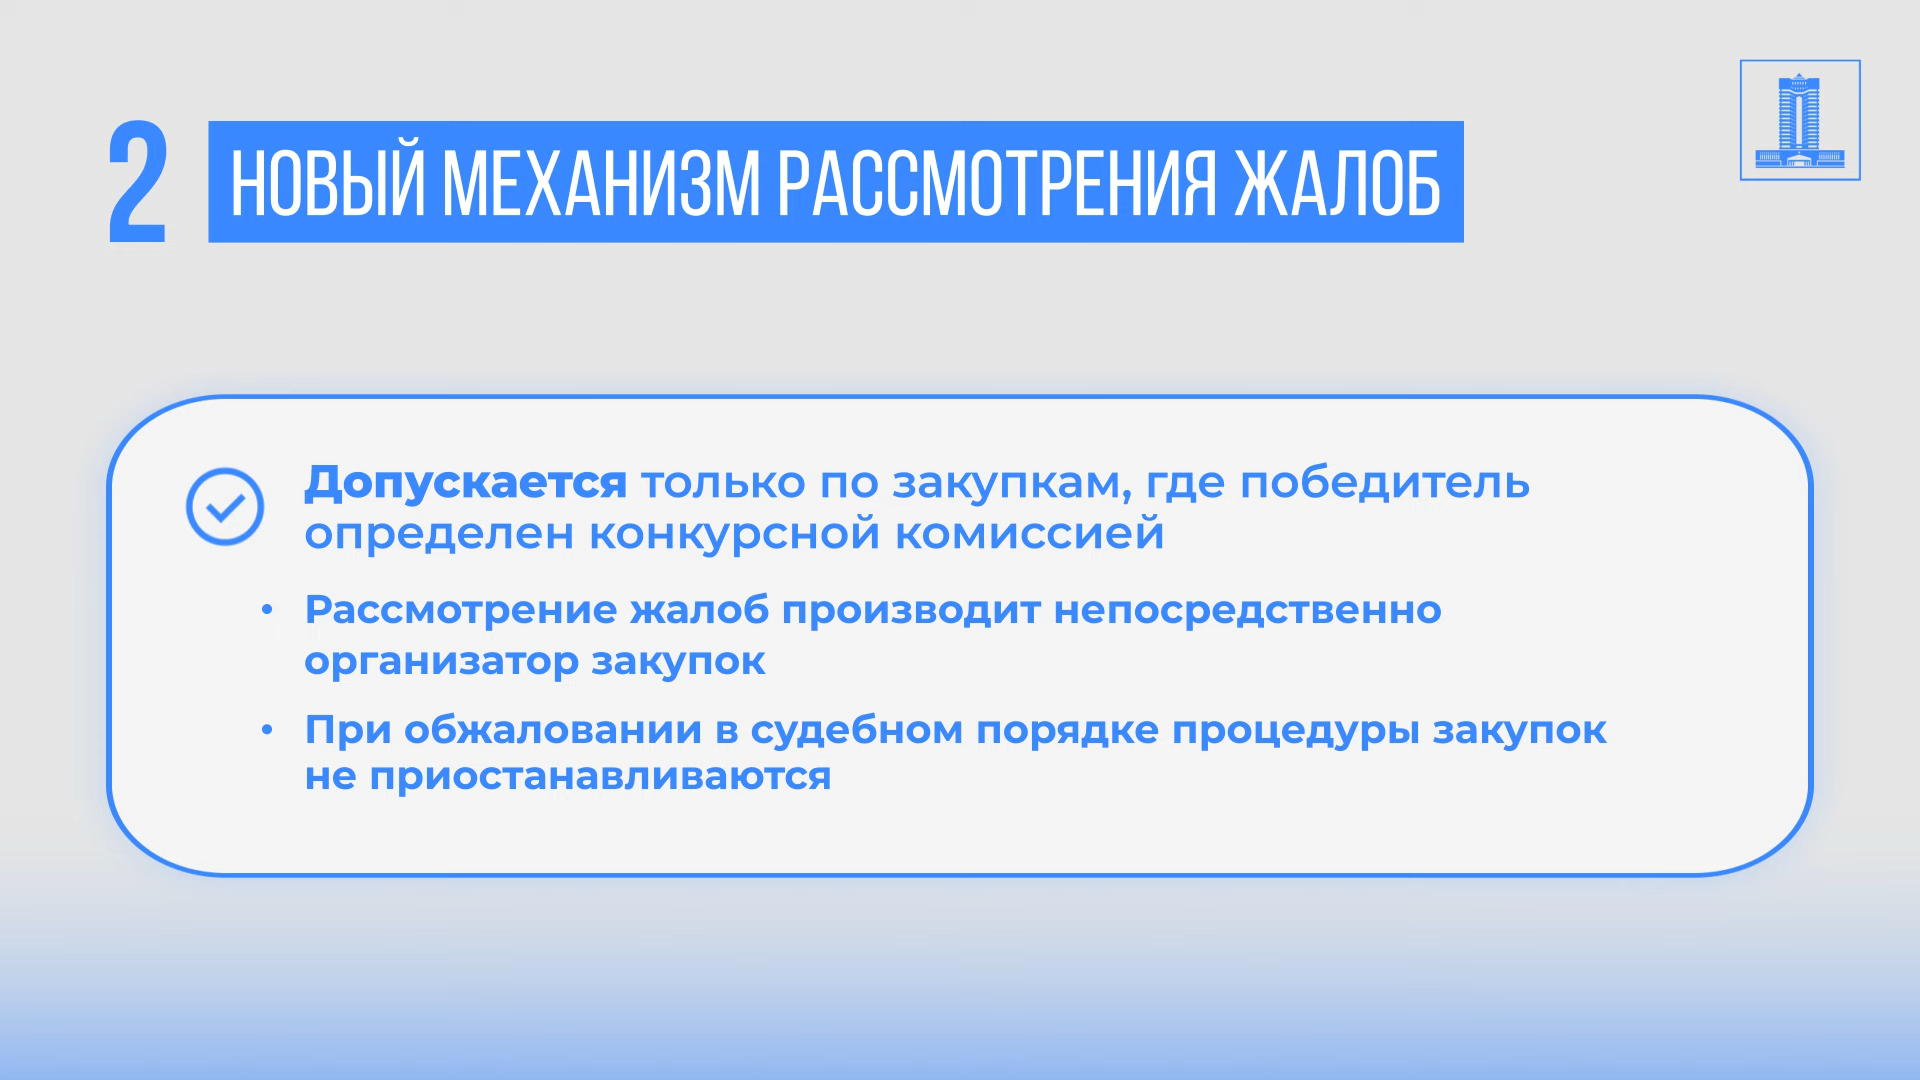 2
НОВЫЙ МЕХАНИЗМ РАССМОТРЕНИЯ ЖАЛОБ
Допускается только по закупкам, где победитель
определен конкурсной комиссией
• Рассмотрение жалоб производит непосредственно
организатор закупок
• При обжаловании в судебном порядке процедуры закупок
не приостанавливаются